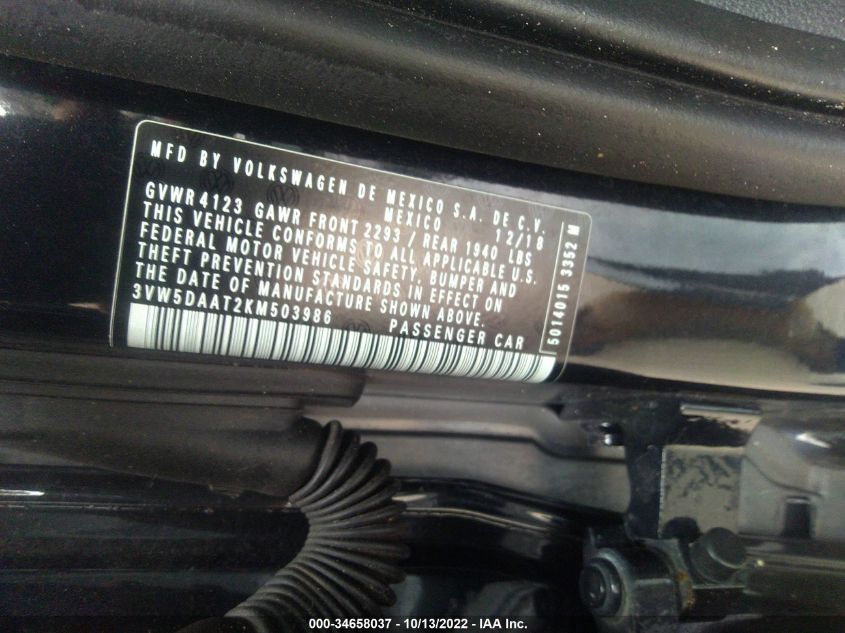 MFD BY VOLKSWAGEN DE MEXICO S.A. DE C.V.
MEXICO 12/18
GVWR 4123 GAWR FRONT 2293 / REAR 1940 LBS
THIS VEHICLE CONFORMS TO ALL APPLICABLE U.S.
FEDERAL MOTOR VEHICLE SAFETY, BUMPER AND
THEFT PREVENTION STANDARDS IN EFFECT ON
THE DATE OF MANUFACTURE SHOWN ABOVE.
3VW5DAAT2KM503986 PASSENGER CAR
5014015 3352 M
000-34658037 - 10/13/2022 - IAA Inc.